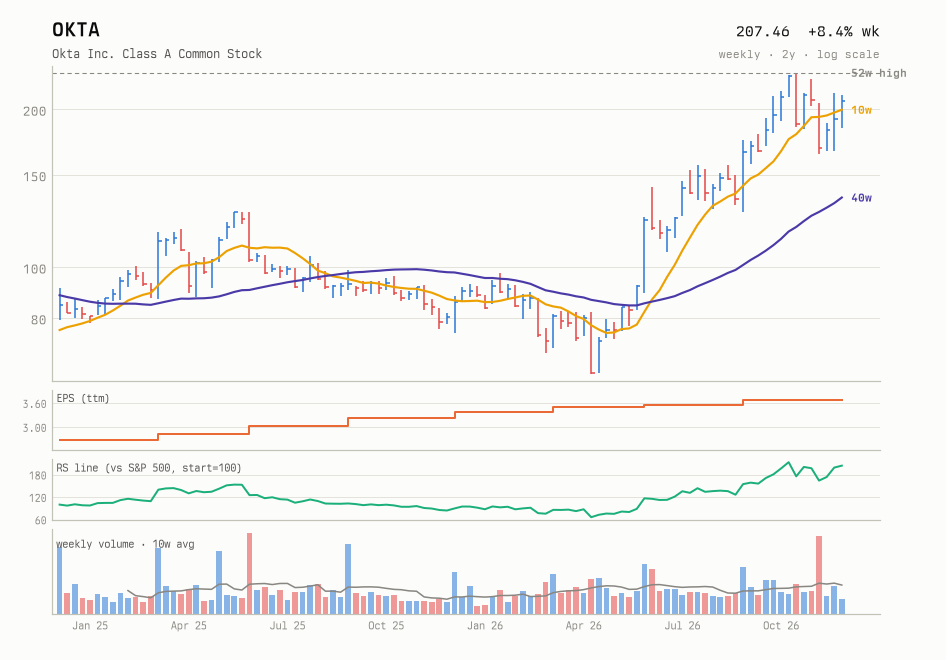 OKTA
207.46 +8.4% wk
Okta Inc. Class A Common Stock
weekly · 2y · log scale
52w high
200
10w
150
40w
100
80
EPS (ttm)
3.60
3.00
RS line (vs S&P 500, start=100)
180
120
60
weekly volume · 10w avg
Jan 25 Apr 25 Jul 25 Oct 25 Jan 26 Apr 26 Jul 26 Oct 26